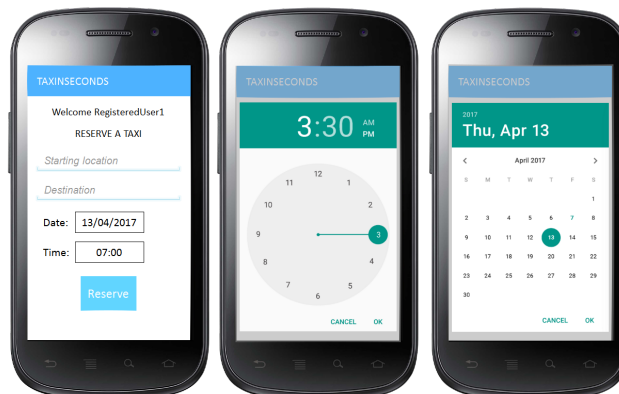 TAXINSECONDS
Welcome RegisteredUser1
RESERVE A TAXI
Starting location
Destination
Date: 13/04/2017
Time: 07:00
Reserve
TAXINSECONDS
3:30 AM
PM
12
11 1
10 2
9 3
8 4
7 5
6
CANCEL OK
TAXINSECONDS
2017
Thu, Apr 13
< April 2017 >
S M T W T F S
1
2 3 4 5 6 7 8
9 10 11 12 13 14 15
16 17 18 19 20 21 22
23 24 25 26 27 28 29
30
CANCEL OK